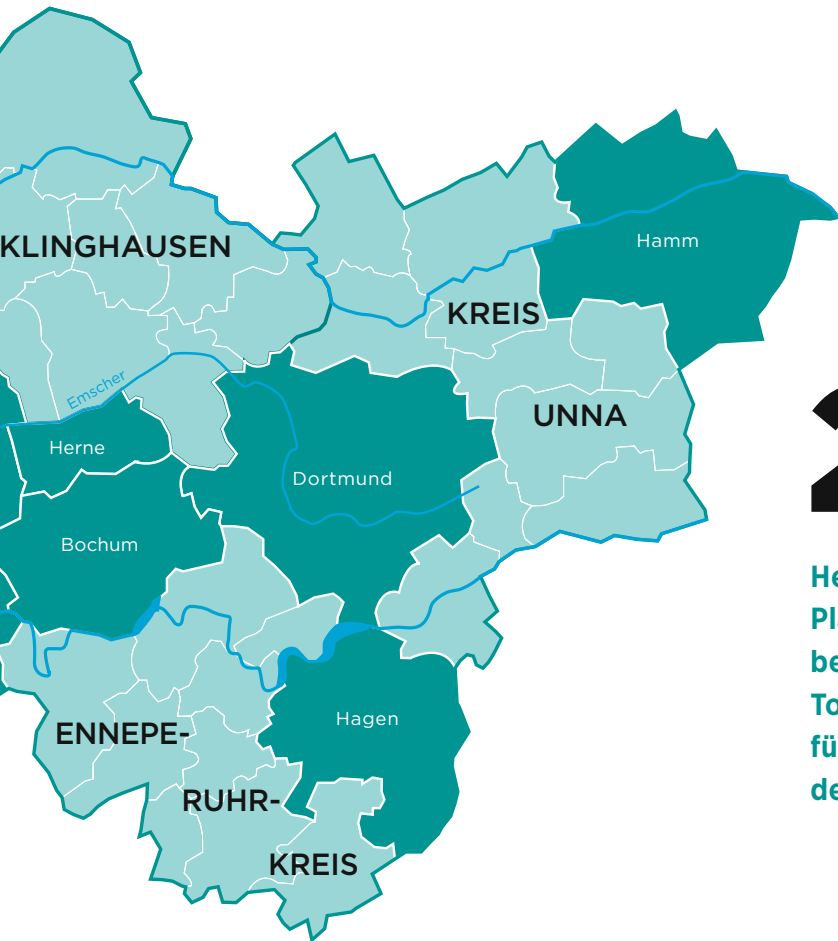 KLINGHAUSEN
Hamm
KREIS
Emscher
UNNA
Herne
Dortmund
Bochum
Hagen
ENNEPE-
RUHR-
KREIS
He
Pl
be
To
fü
de